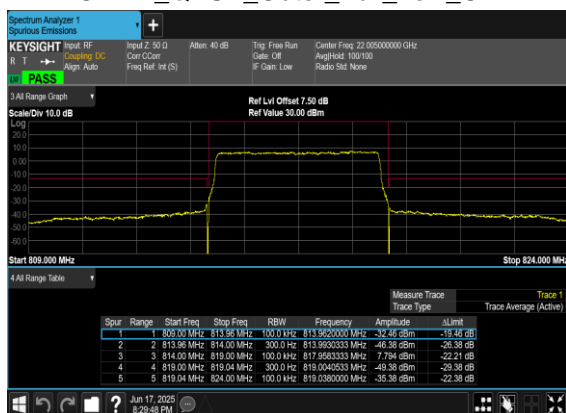 Spectrum Analyzer 1
Spurious Emissions
+
KEYSIGHT Input: RF Input Z: 50 Ω Atten: 40 dB Trig: Free Run Center Freq: 22.005000000 GHz
R T Coupling: DC Corr CCorr Gate: Off Avg|Hold: 100/100
Align: Auto Freq Ref: Int (S) IF Gain: Low Radio Std: None
PASS
3 All Range Graph
Ref Lvl Offset 7.50 dB
Scale/Div 10.0 dB Ref Value 30.00 dBm
Log
20.0
10.0
0.00
-10.0
-20.0
-30.0
-40.0
-50.0
-60.0
Start 809.000 MHz Stop 824.000 MHz
4 All Range Table
Measure Trace Trace 1
Trace Type Trace Average (Active)
Spur Range Start Freq Stop Freq RBW Frequency Amplitude ΔLimit
1 1 809.00 MHz 813.96 MHz 100.0 kHz 813.9620000 MHz -32.46 dBm -19.46 dB
2 2 813.96 MHz 814.00 MHz 300.0 Hz 813.9930333 MHz -46.38 dBm -26.38 dB
3 3 814.00 MHz 819.00 MHz 100.0 kHz 817.9583333 MHz 7.794 dBm -22.21 dB
4 4 819.00 MHz 819.04 MHz 300.0 Hz 819.0040533 MHz -49.38 dBm -29.38 dB
5 5 819.04 MHz 824.00 MHz 100.0 kHz 819.0380000 MHz -35.38 dBm -22.38 dB
?
Jun 17, 2025
8:29:48 PM